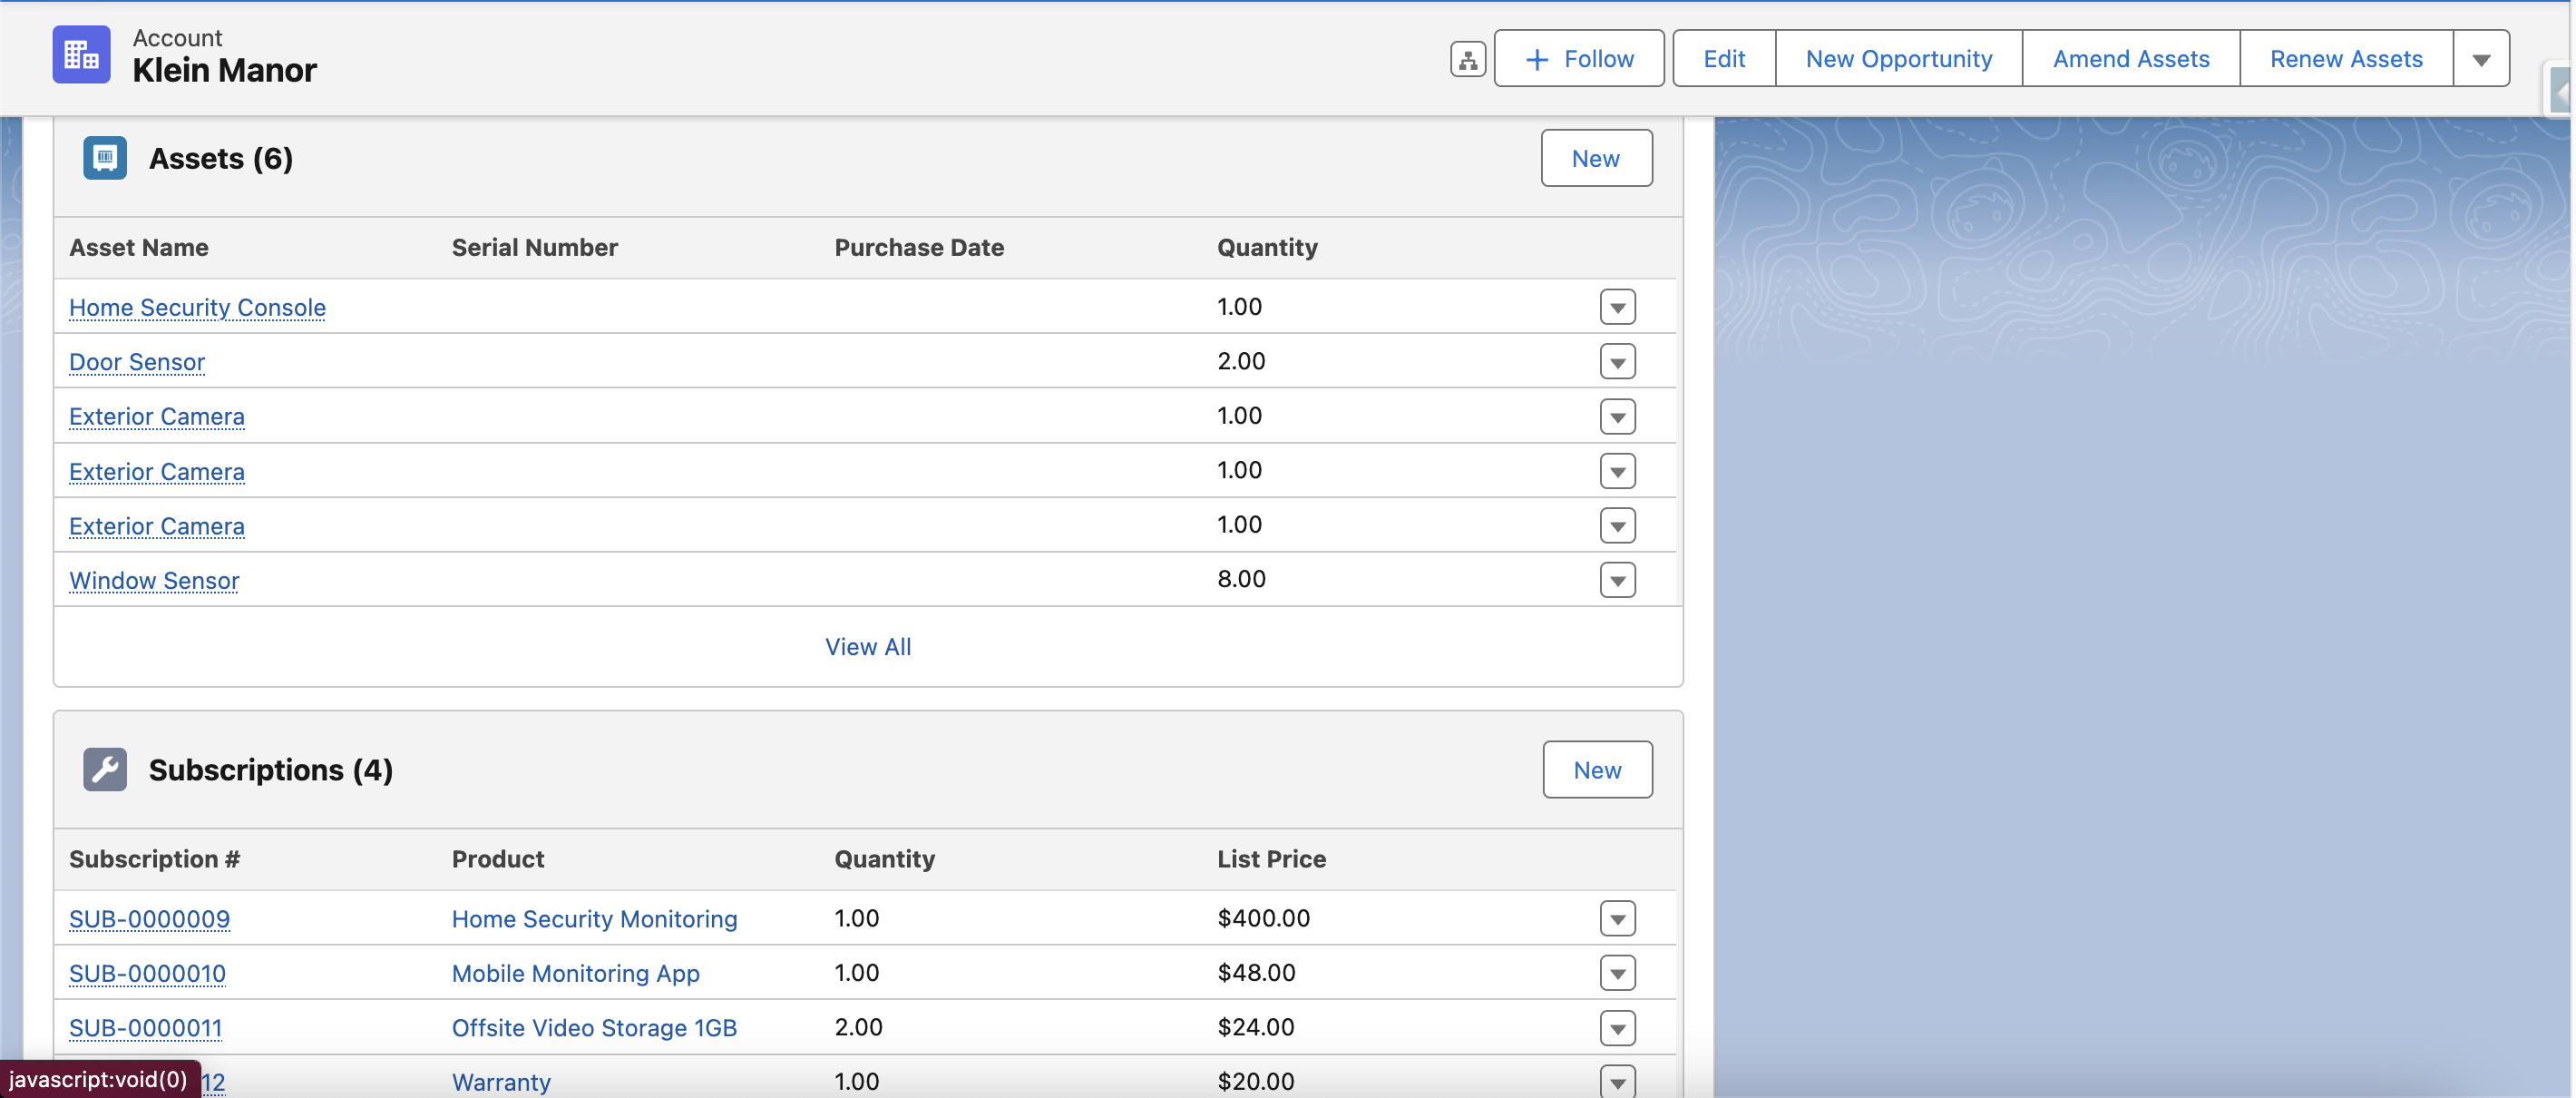 Account
Klein Manor
Follow
Edit
New Opportunity
Amend Assets
Renew Assets
Assets (6)
New
Asset Name Serial Number Purchase Date Quantity
Home Security Console 1.00
Door Sensor 2.00
Exterior Camera 1.00
Exterior Camera 1.00
Exterior Camera 1.00
Window Sensor 8.00
View All
Subscriptions (4)
New
Subscription # Product Quantity List Price
SUB-0000009 Home Security Monitoring 1.00 $400.00
SUB-0000010 Mobile Monitoring App 1.00 $48.00
SUB-0000011 Offsite Video Storage 1GB 2.00 $24.00
12 Warranty 1.00 $20.00
javascript:void(0)